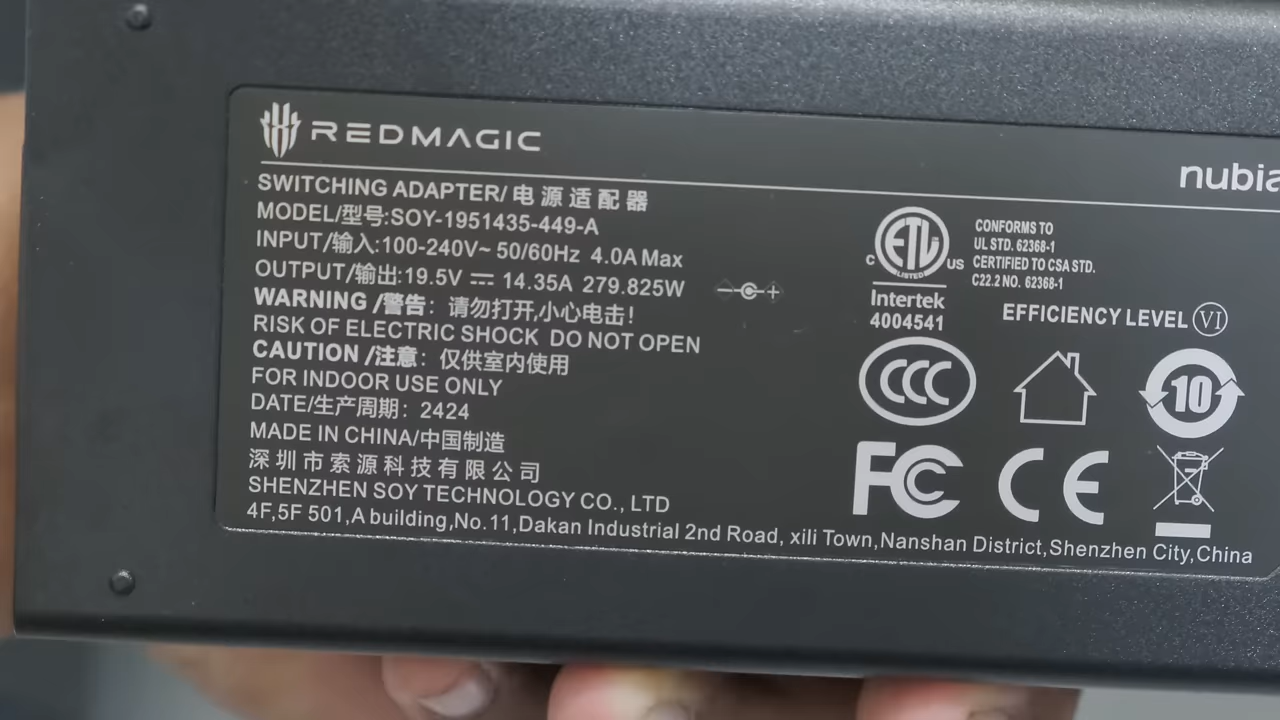 REDMAGIC
nubia
SWITCHING ADAPTER/电源适配器
MODEL/型号:SOY-1951435-449-A
INPUT/输入:100-240V~ 50/60Hz 4.0A Max
OUTPUT/输出:19.5V ⎓ 14.35A 279.825W
WARNING /警告：请勿打开,小心电击!
RISK OF ELECTRIC SHOCK DO NOT OPEN
CAUTION /注意：仅供室内使用
FOR INDOOR USE ONLY
DATE/生产周期：2424
MADE IN CHINA/中国制造
深圳市索源科技有限公司
SHENZHEN SOY TECHNOLOGY CO., LTD
4F,5F 501,A building,No.11,Dakan Industrial 2nd Road, xili Town,Nanshan District,Shenzhen City,China
C ETL US
LISTED
Intertek
4004541
CONFORMS TO
UL STD. 62368-1
CERTIFIED TO CSA STD.
C22.2 NO. 62368-1
EFFICIENCY LEVEL VI
CCC
10
FC CE